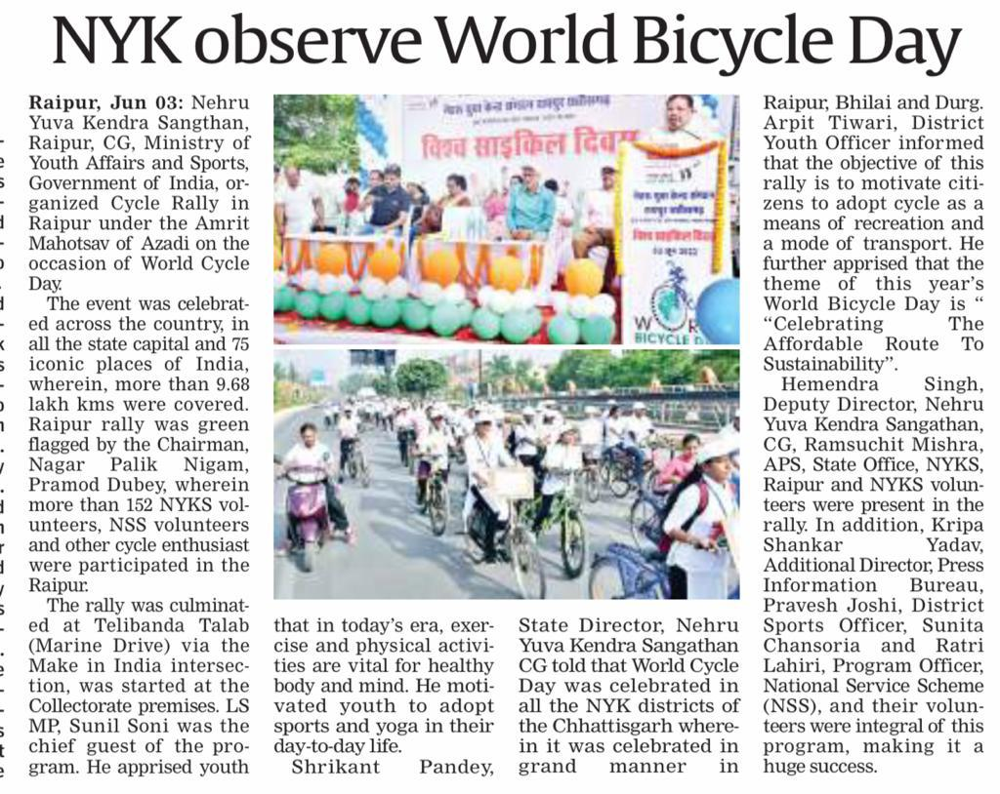 NYK observe World Bicycle Day
Raipur, Jun 03: Nehru
Yuva Kendra Sangthan,
Raipur, CG, Ministry of
Youth Affairs and Sports,
Government of India, or-
ganized Cycle Rally in
Raipur under the Amrit
Mahotsav of Azadi on the
occasion of World Cycle
Day.
The event was celebrat-
ed across the country, in
all the state capital and 75
iconic places of India,
wherein, more than 9.68
lakh kms were covered.
Raipur rally was green
flagged by the Chairman,
Nagar Palik Nigam,
Pramod Dubey, wherein
more than 152 NYKS vol-
unteers, NSS volunteers
and other cycle enthusiast
were participated in the
Raipur.
The rally was culminat-
ed at Telibanda Talab
(Marine Drive) via the
Make in India intersec-
tion, was started at the
Collectorate premises. LS
MP, Sunil Soni was the
chief guest of the pro-
gram. He apprised youth
नेहरू युवा केन्द्र संगठन रायपुर छत्तीसगढ़
विश्व साइकिल दिवस
नेहरू युवा केन्द्र संगठन
रायपुर छत्तीसगढ़
विश्व साइकिल दिवस
03 जून 2022
WORLD
BICYCLE D
that in today's era, exer-
cise and physical activi-
ties are vital for healthy
body and mind. He moti-
vated youth to adopt
sports and yoga in their
day-to-day life.
Shrikant Pandey,
State Director, Nehru
Yuva Kendra Sangathan
CG told that World Cycle
Day was celebrated in
all the NYK districts of
the Chhattisgarh where-
in it was celebrated in
grand manner in
Raipur, Bhilai and Durg.
Arpit Tiwari, District
Youth Officer informed
that the objective of this
rally is to motivate citi-
zens to adopt cycle as a
means of recreation and
a mode of transport. He
further apprised that the
theme of this year's
World Bicycle Day is “
“Celebrating The
Affordable Route To
Sustainability”.
Hemendra Singh,
Deputy Director, Nehru
Yuva Kendra Sangathan,
CG, Ramsuchit Mishra,
APS, State Office, NYKS,
Raipur and NYKS volun-
teers were present in the
rally. In addition, Kripa
Shankar Yadav,
Additional Director, Press
Information Bureau,
Pravesh Joshi, District
Sports Officer, Sunita
Chansoria and Ratri
Lahiri, Program Officer,
National Service Scheme
(NSS), and their volun-
teers were integral of this
program, making it a
huge success.